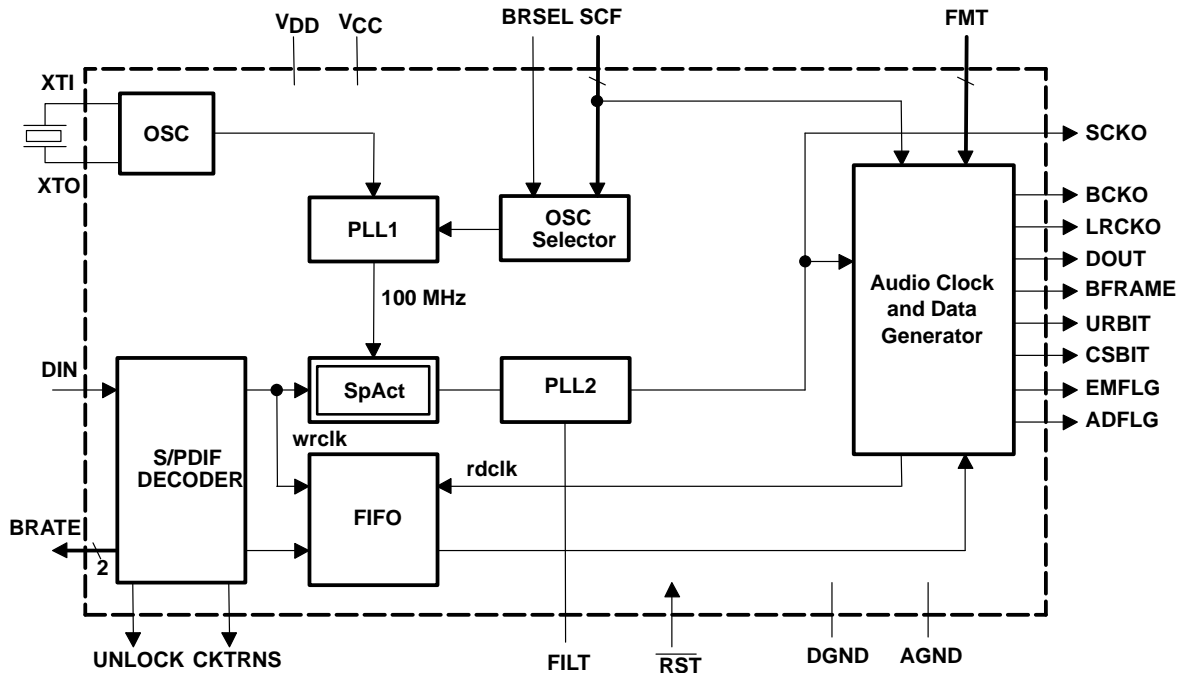 VDD
VCC
BRSEL SCF
FMT
XTI
OSC
XTO
SCKO
PLL1
OSC
Selector
BCKO
LRCKO
DOUT
BFRAME
URBIT
CSBIT
EMFLG
ADFLG
Audio Clock
and Data
Generator
100 MHz
DIN
SpAct
PLL2
S/PDIF
DECODER
wrclk
rdclk
FIFO
BRATE
2
UNLOCK CKTRNS
FILT
RST
DGND
AGND